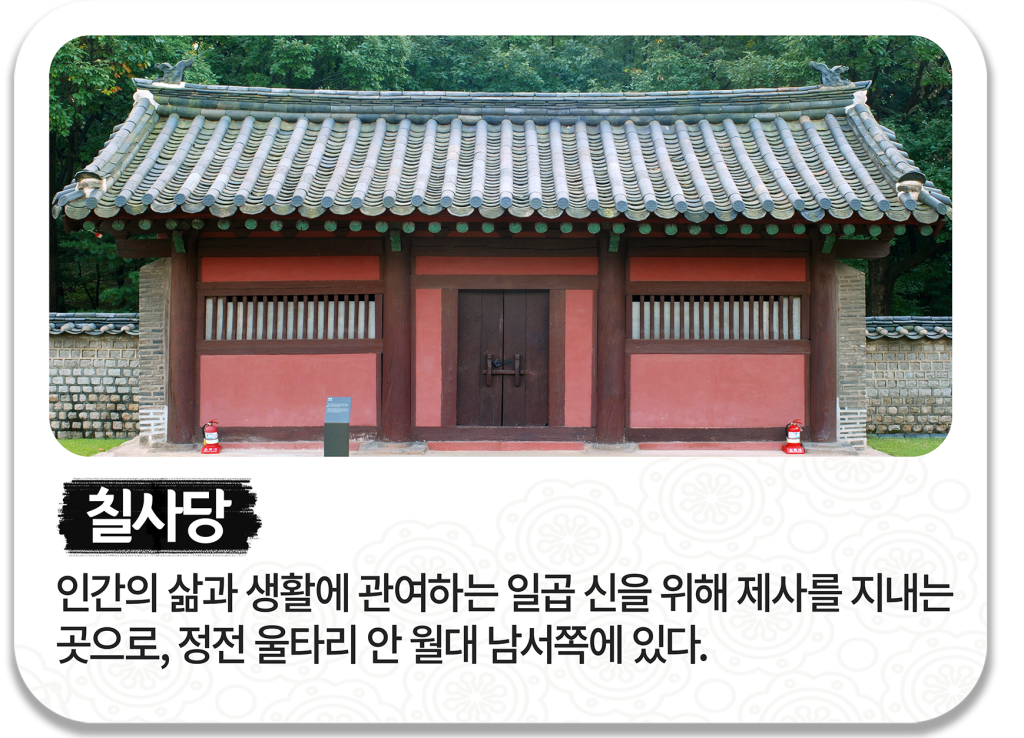 칠사당
인간의 삶과 생활에 관여하는 일곱 신을 위해 제사를 지내는
곳으로, 정전 울타리 안 월대 남서쪽에 있다.